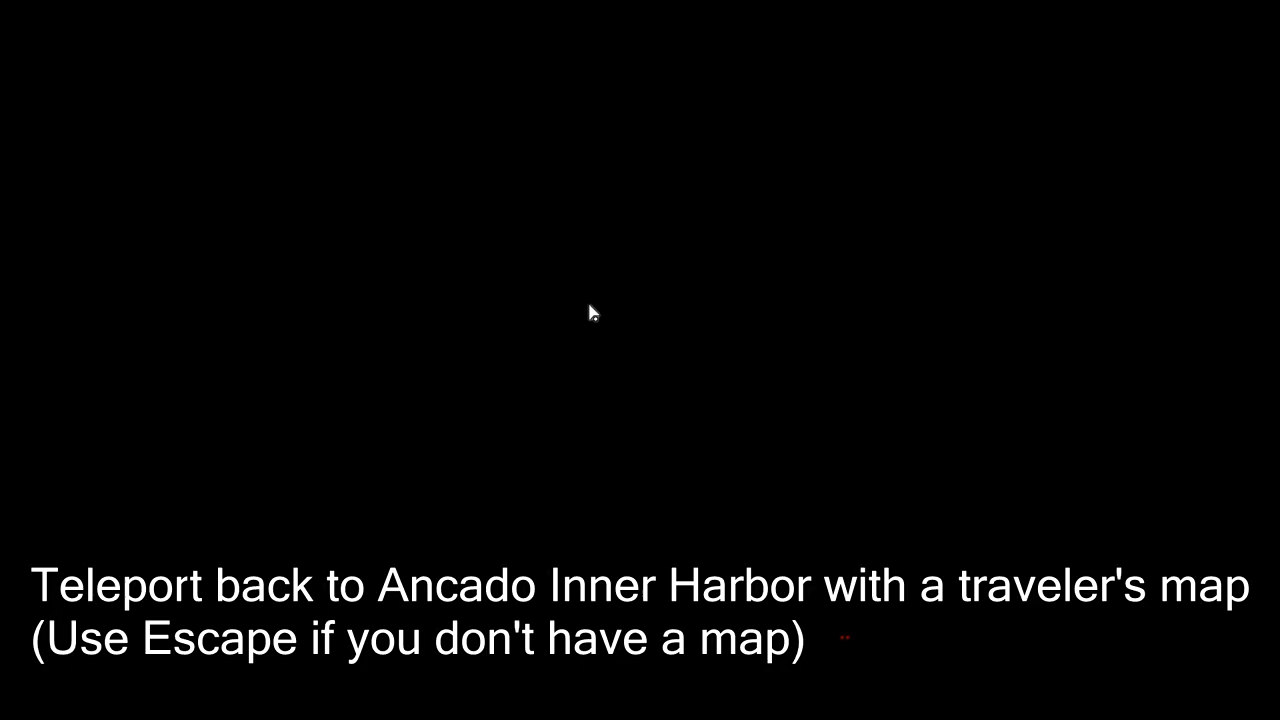 Teleport back to Ancado Inner Harbor with a traveler's map
(Use Escape if you don't have a map)